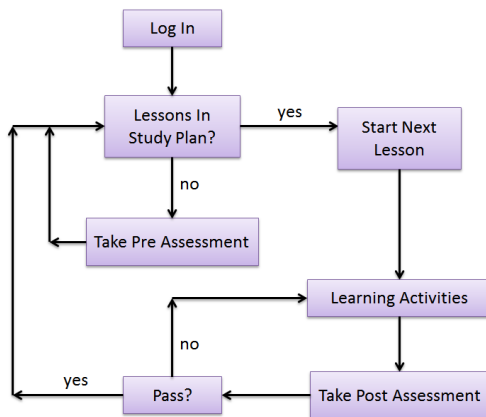 Log In
Lessons In
Study Plan?
yes
Start Next
Lesson
no
Take Pre Assessment
Learning Activities
no
yes
Pass?
Take Post Assessment